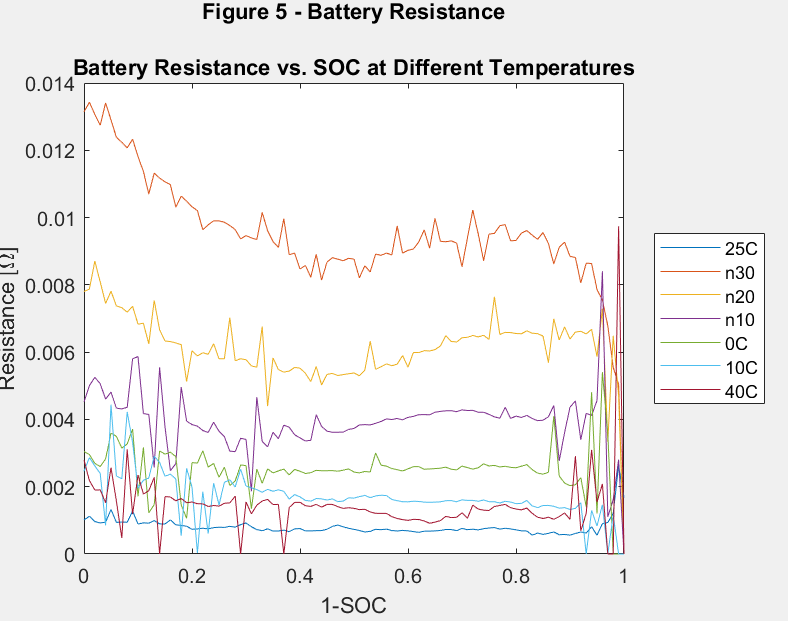 Figure 5 - Battery Resistance
Battery Resistance vs. SOC at Different Temperatures
0.014
0.012
0.01
0.008
0.006
0.004
0.002
0
Resistance [Ω]
0 0.2 0.4 0.6 0.8 1
1-SOC
25C
n30
n20
n10
0C
10C
40C